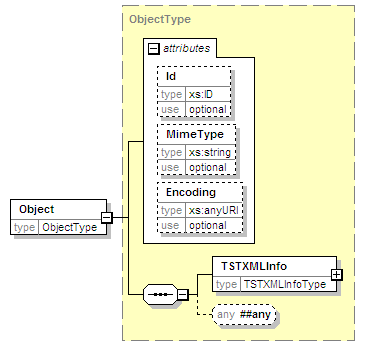 ObjectType
attributes
Id
type xs:ID
use optional
MimeType
type xs:string
use optional
Encoding
type xs:anyURI
use optional
Object
type ObjectType
TSTXMLInfo
type TSTXMLInfoType
any ##any